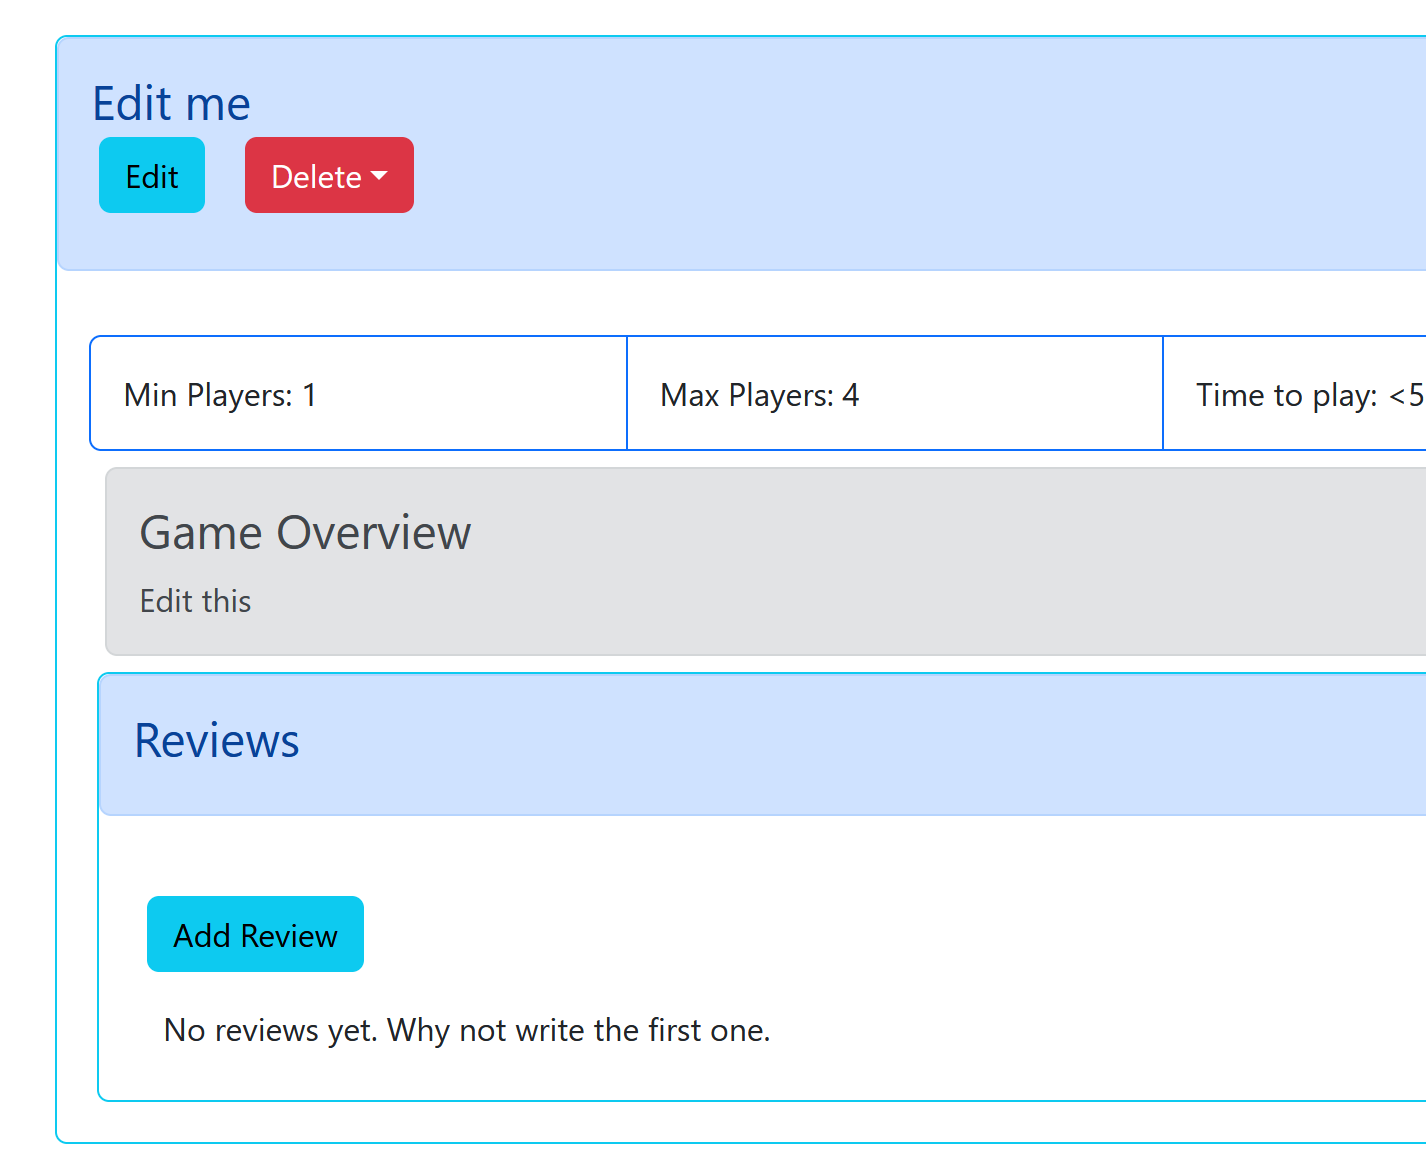 Edit me
Edit Delete
Min Players: 1 Max Players: 4 Time to play: <5
Game Overview
Edit this
Reviews
Add Review
No reviews yet. Why not write the first one.